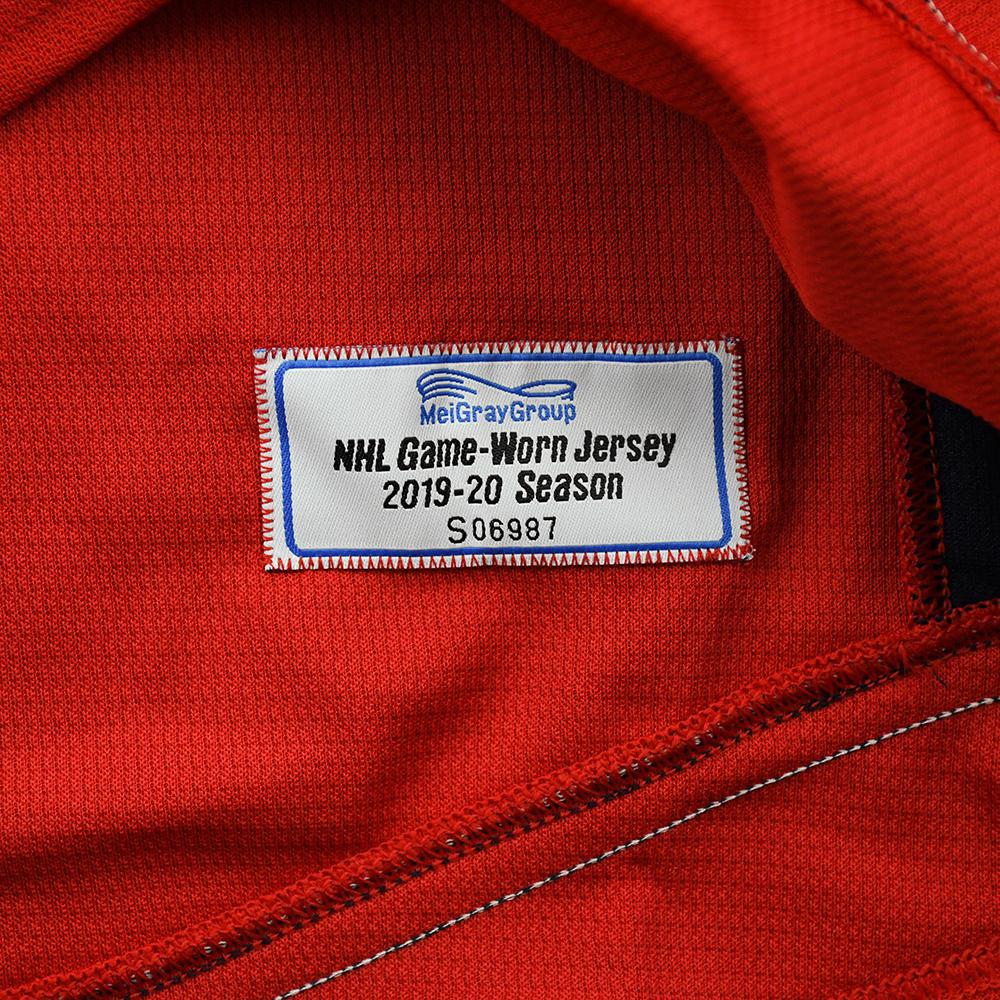 MeiGrayGroup
NHL Game-Worn Jersey
2019-20 Season
S06987